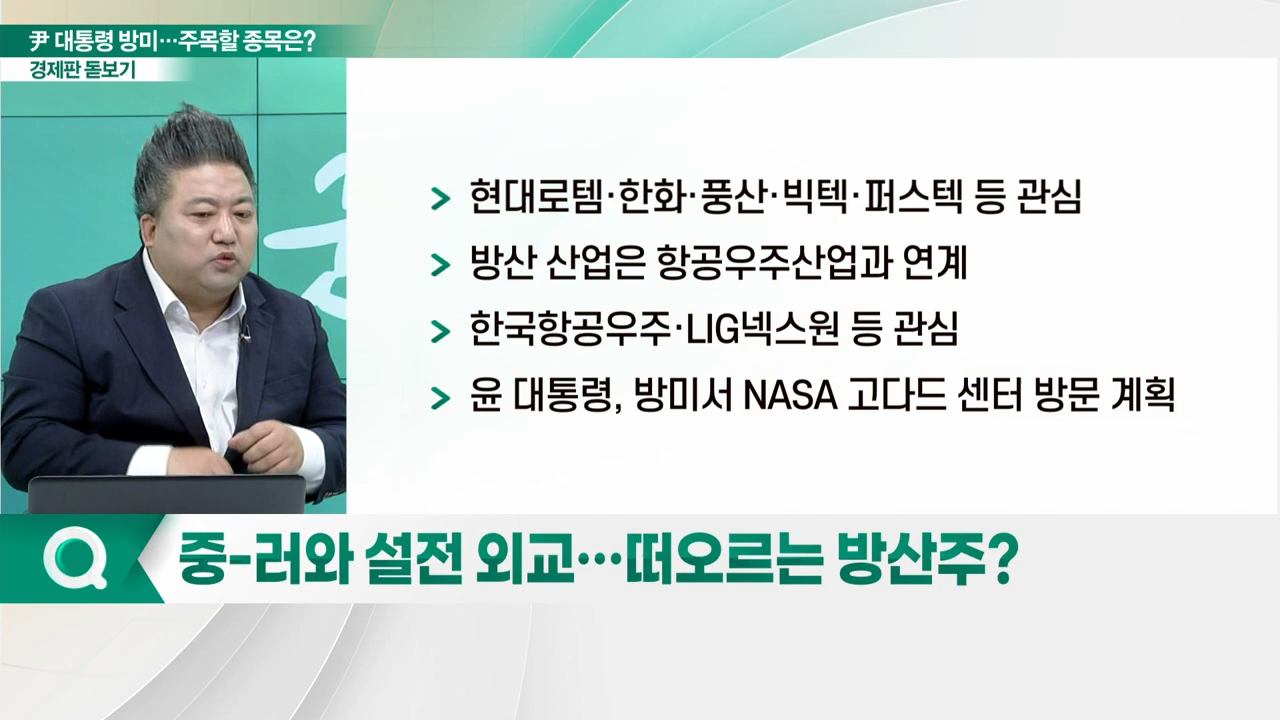 尹 대통령 방미…주목할 종목은?
경제판 돋보기
> 현대로템·한화·풍산·빅텍·퍼스텍 등 관심
> 방산 산업은 항공우주산업과 연계
> 한국항공우주·LIG넥스원 등 관심
> 윤 대통령, 방미서 NASA 고다드 센터 방문 계획
중-러와 설전 외교…떠오르는 방산주?